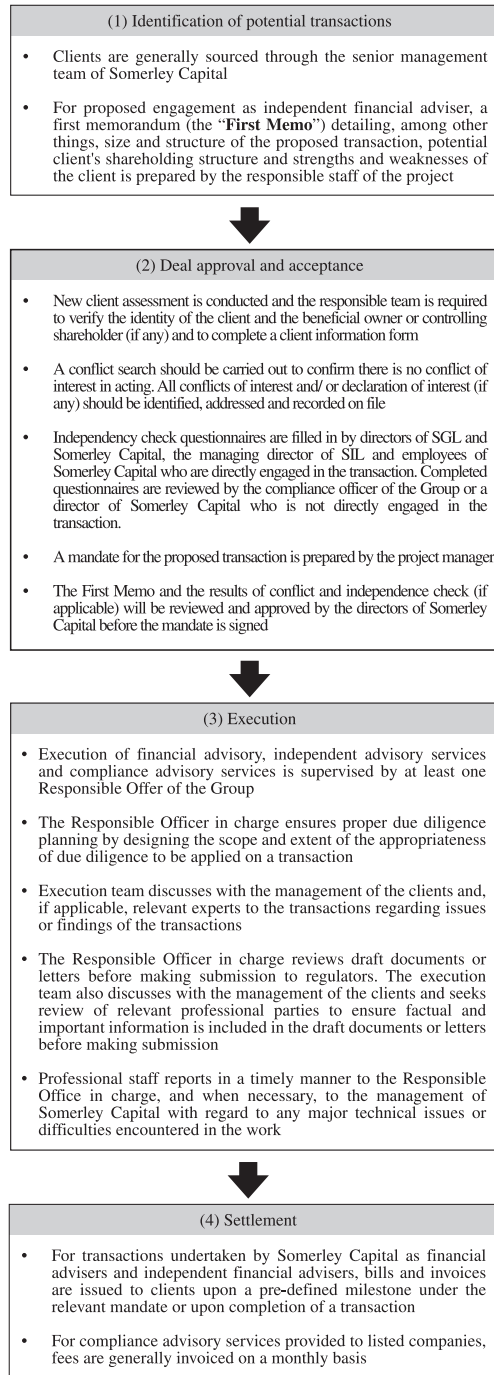 (1) Identification of potential transactions
• Clients are generally sourced through the senior management
team of Somerley Capital
• For proposed engagement as independent financial adviser, a
first memorandum (the “First Memo”) detailing, among other
things, size and structure of the proposed transaction, potential
client's shareholding structure and strengths and weaknesses of
the client is prepared by the responsible staff of the project
(2) Deal approval and acceptance
• New client assessment is conducted and the responsible team is required
to verify the identity of the client and the beneficial owner or controlling
shareholder (if any) and to complete a client information form
• A conflict search should be carried out to confirm there is no conflict of
interest in acting. All conflicts of interest and/ or declaration of interest (if
any) should be identified, addressed and recorded on file
• Independency check questionnaires are filled in by directors of SGL and
Somerley Capital, the managing director of SIL and employees of
Somerley Capital who are directly engaged in the transaction. Completed
questionnaires are reviewed by the compliance officer of the Group or a
director of Somerley Capital who is not directly engaged in the
transaction.
• A mandate for the proposed transaction is prepared by the project manager
• The First Memo and the results of conflict and independence check (if
applicable) will be reviewed and approved by the directors of Somerley
Capital before the mandate is signed
(3) Execution
• Execution of financial advisory, independent advisory services
and compliance advisory services is supervised by at least one
Responsible Offer of the Group
• The Responsible Officer in charge ensures proper due diligence
planning by designing the scope and extent of the appropriateness
of due diligence to be applied on a transaction
• Execution team discusses with the management of the clients and,
if applicable, relevant experts to the transactions regarding issues
or findings of the transactions
• The Responsible Officer in charge reviews draft documents or
letters before making submission to regulators. The execution
team also discusses with the management of the clients and seeks
review of relevant professional parties to ensure factual and
important information is included in the draft documents or letters
before making submission
• Professional staff reports in a timely manner to the Responsible
Office in charge, and when necessary, to the management of
Somerley Capital with regard to any major technical issues or
difficulties encountered in the work
(4) Settlement
• For transactions undertaken by Somerley Capital as financial
advisers and independent financial advisers, bills and invoices
are issued to clients upon a pre-defined milestone under the
relevant mandate or upon completion of a transaction
• For compliance advisory services provided to listed companies,
fees are generally invoiced on a monthly basis